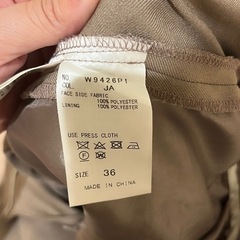 NO W9426P1
COL JA
FACE SIDE FABRIC
100% POLYESTER
LINING 100% POLYESTER
USE PRESS CLOTH
SIZE 36
MADE IN CHINA